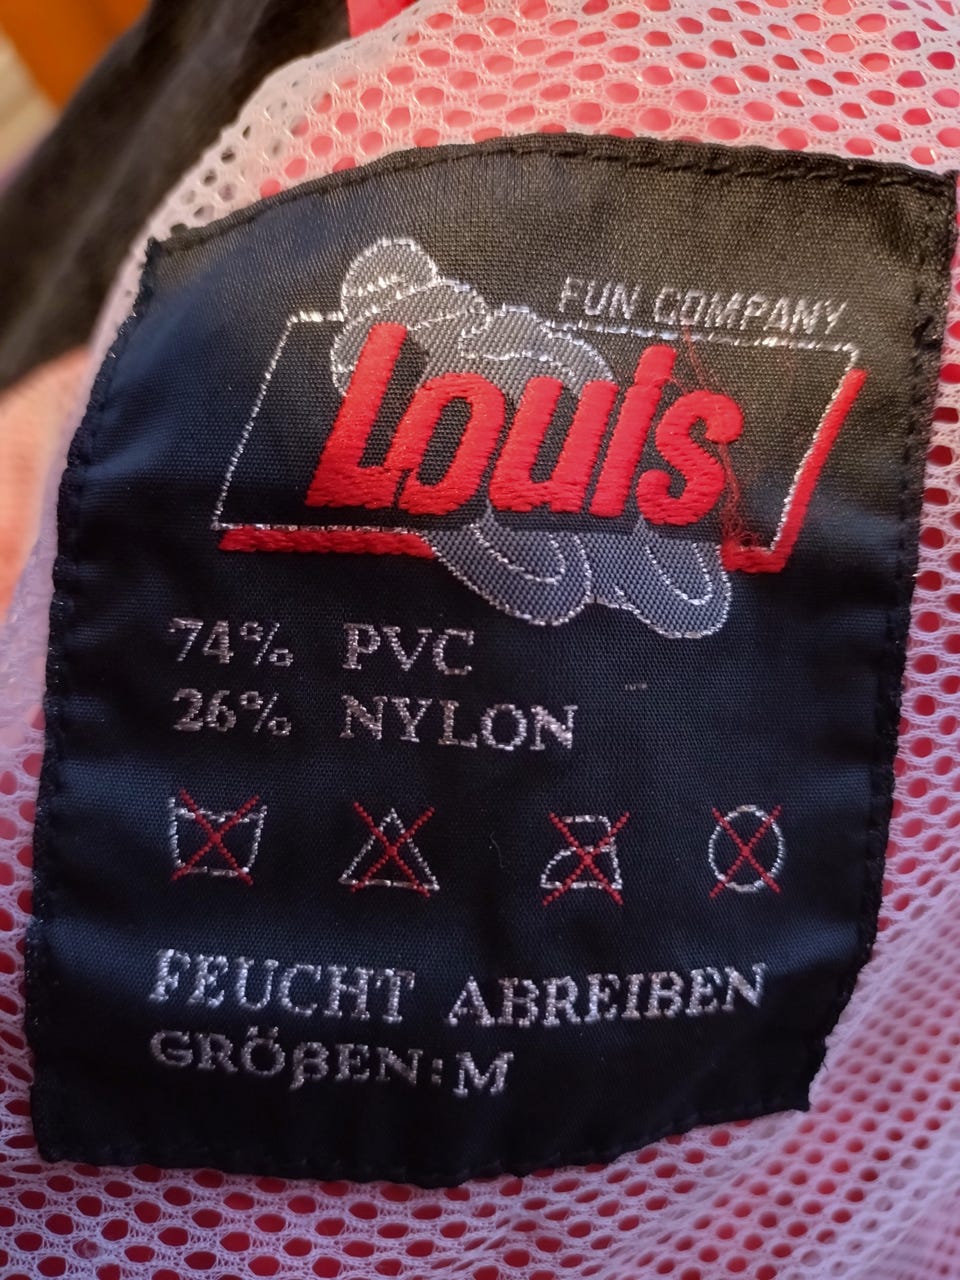 FUN COMPANY
Louis
74% PVC
26% NYLON
FEUCHT ABREIBEN
GRÖßEN:M